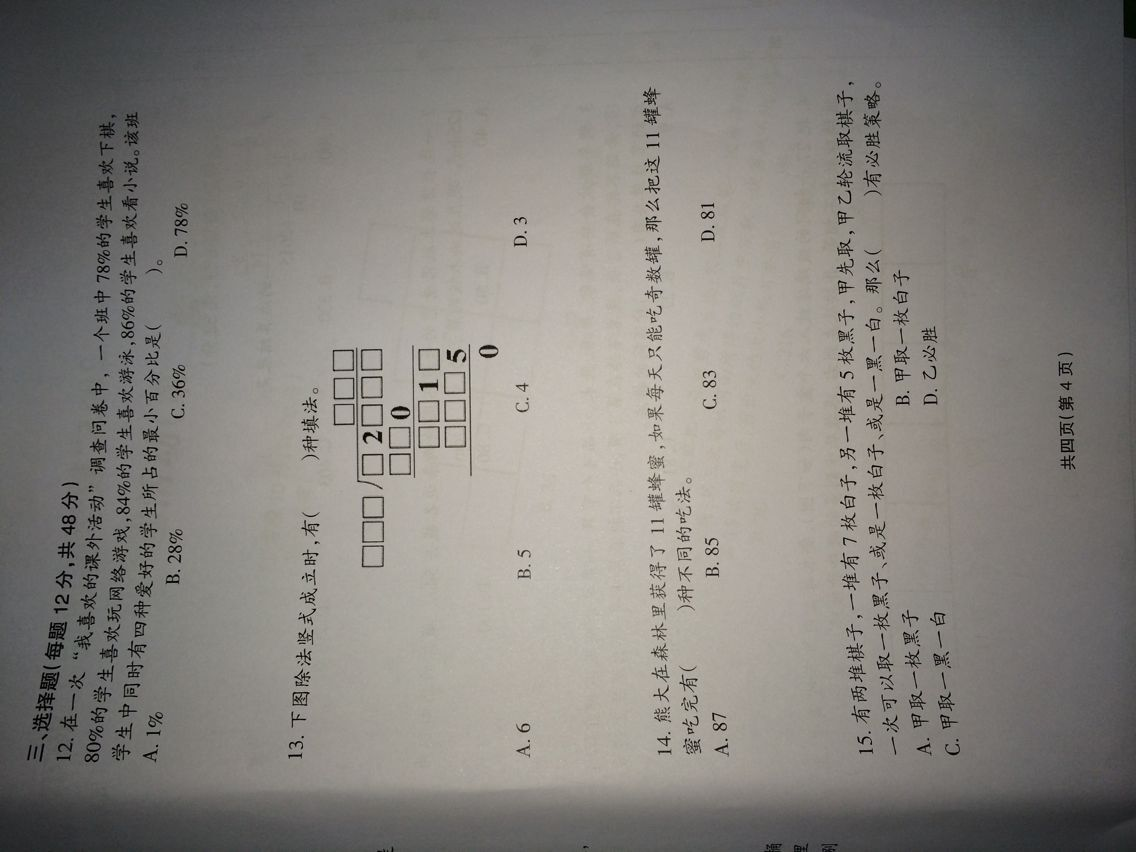 三、选择题(每题 12 分,共 48 分)
12. 在一次“我喜欢的课外活动”调查问卷中,一个班中 78%的学生喜欢下棋,
80%的学生喜欢玩网络游戏,84%的学生喜欢游泳,86%的学生喜欢看小说。该班
学生中同时有四种爱好的学生所占的最小百分比是( )。
A. 1% B. 28% C. 36% D. 78%
13. 下图除法竖式成立时,有( )种填法。
□□□
□□□/□2□□□
□□0
□□1□
□□□5
0
A. 6 B. 5 C. 4 D. 3
14. 熊大在森林里获得了 11 罐蜂蜜,如果每天只能吃奇数罐,那么把这 11 罐蜂
蜜吃完有( )种不同的吃法。
A. 87 B. 85 C. 83 D. 81
15. 有两堆棋子,一堆有 7 枚白子,另一堆有 5 枚黑子,甲先取,甲乙轮流取棋子,
一次可以取一枚黑子、或是一枚白子、或是一黑一白。那么( )有必胜策略。
A. 甲取一枚黑子 B. 甲取一枚白子
C. 甲取一黑一白 D. 乙必胜
共四页(第 4 页)